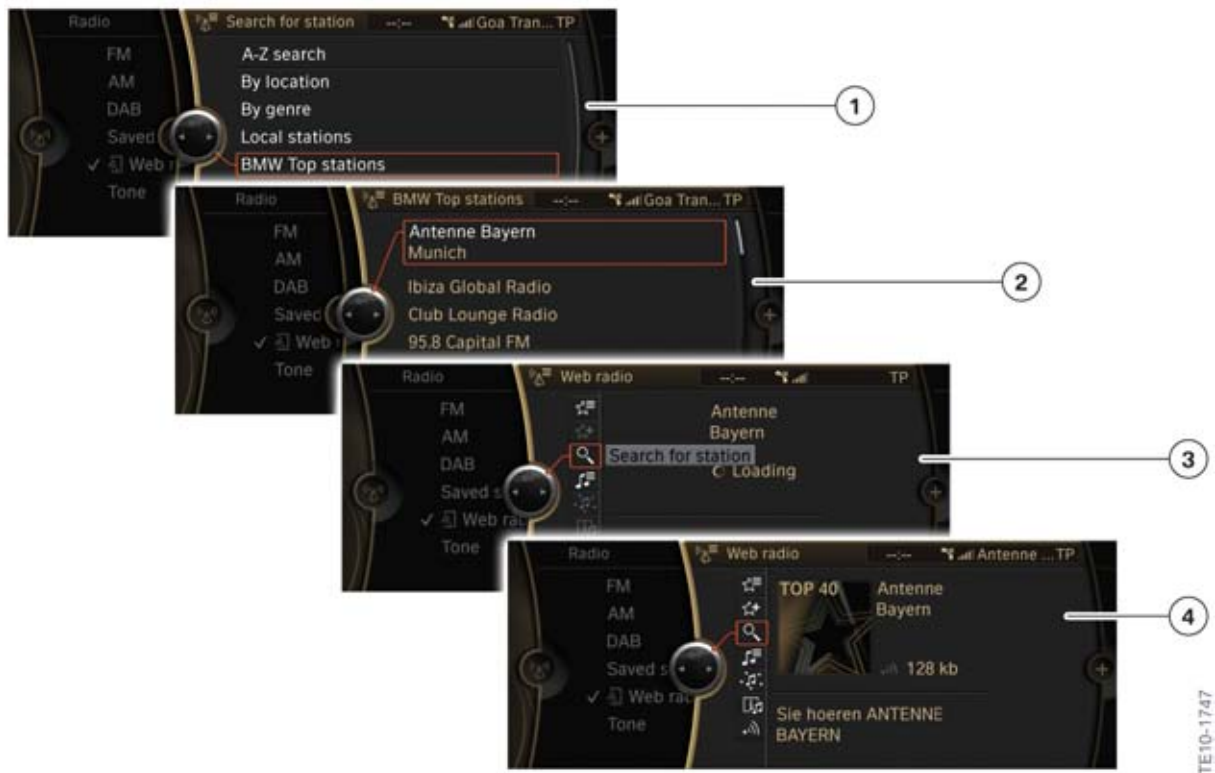 Radio
Search for station --:-- Goa Tran... TP
FM
AM
DAB
Saved
Web r
Tone
A-Z search
By location
By genre
Local stations
BMW Top stations
1
Radio
BMW Top stations --:-- Goa Tran... TP
FM
AM
DAB
Saved
Web
Tone
Antenne Bayern
Munich
Ibiza Global Radio
Club Lounge Radio
95.8 Capital FM
2
Radio
Web radio --:-- TP
FM
AM
DAB
Saved s
Web rad
Tone
Antenne
Bayern
Search for station
Loading
3
Radio
Web radio --:-- Antenne ... TP
FM
AM
DAB
Saved s
Web rad
Tone
TOP 40
Antenne
Bayern
128 kb
Sie hoeren ANTENNE
BAYERN
4
TE10-1747